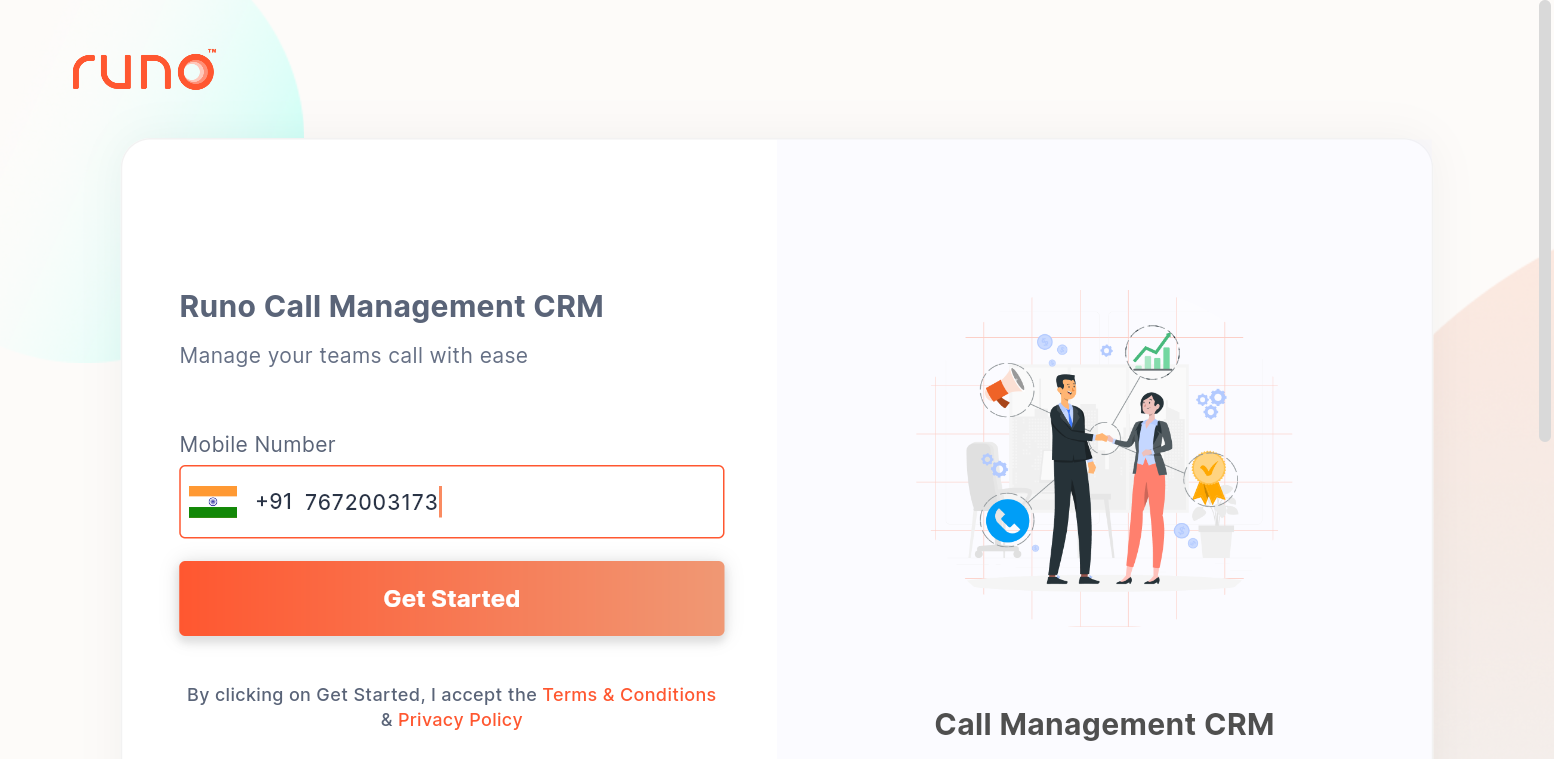 runo™
Runo Call Management CRM
Manage your teams call with ease
Mobile Number
+91 7672003173
Get Started
By clicking on Get Started, I accept the Terms & Conditions
& Privacy Policy
Call Management CRM